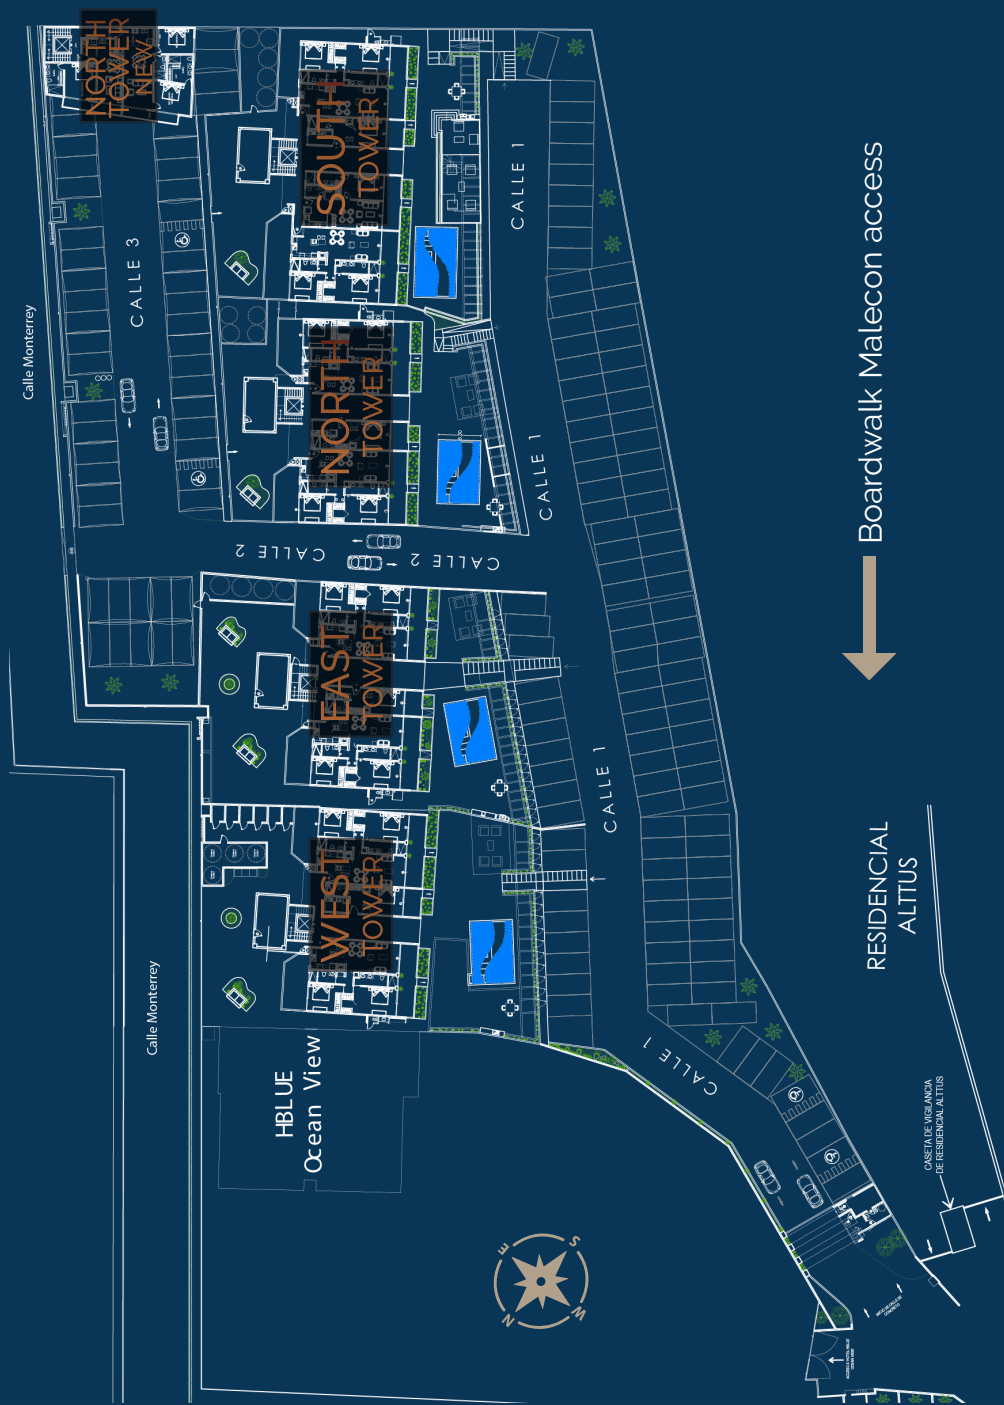 NORTH
TOWER
NEW
SOUTH
TOWER
NORTH
TOWER
EAST
TOWER
WEST
TOWER
Calle Monterrey
CALLE 3
CALLE 1
CALLE 1
CALLE 2
CALLE 2
CALLE 1
CALLE 1
Calle Monterrey
Boardwalk Malecon access
RESIDENCIAL
ALTTUS
HBLUE
Ocean View
CASETA DE VIGILANCIA
DE RESIDENCIAL ALTTUS
N
E
S
W